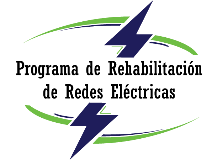 Programa de Rehabilitación
de Redes Eléctricas